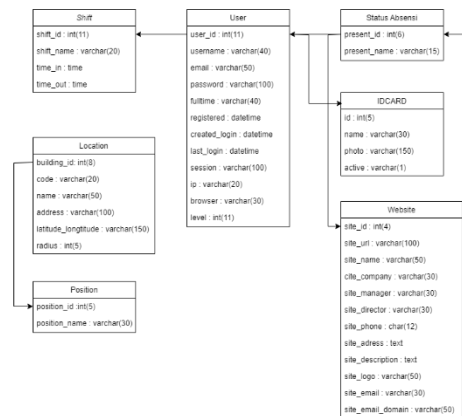 Shift
shift_id : int(11)
shift_name : varchar(20)
time_in : time
time_out : time
Location
building_id: int(8)
code : varchar(20)
name : varchar(50)
address : varchar(100)
latitude_longtitude : varchar(150)
radius : int(5)
Position
position_id :int(5)
position_name : varchar(30)
User
user_id : int(11)
username : varchar(40)
email : varchar(50)
password : varchar(100)
fulltime : varchar(40)
registered : datetime
created_login : datetime
last_login : datetime
session : varchar(100)
ip : varchar(20)
browser : varchar(30)
level : int(11)
Status Absensi
present_id : int(6)
present_name : varchar(15)
IDCARD
id : int(5)
name : varchar(30)
photo : varchar(150)
active : varchar(1)
Website
site_id : int(4)
site_url : varchar(100)
site_name : varchar(50)
cite_company : varchar(30)
site_manager : varchar(30)
site_director : varchar(30)
site_phone : char(12)
site_adress : text
site_description : text
site_logo : varchar(50)
site_email : varchar(30)
site_email_domain : varchar(50)